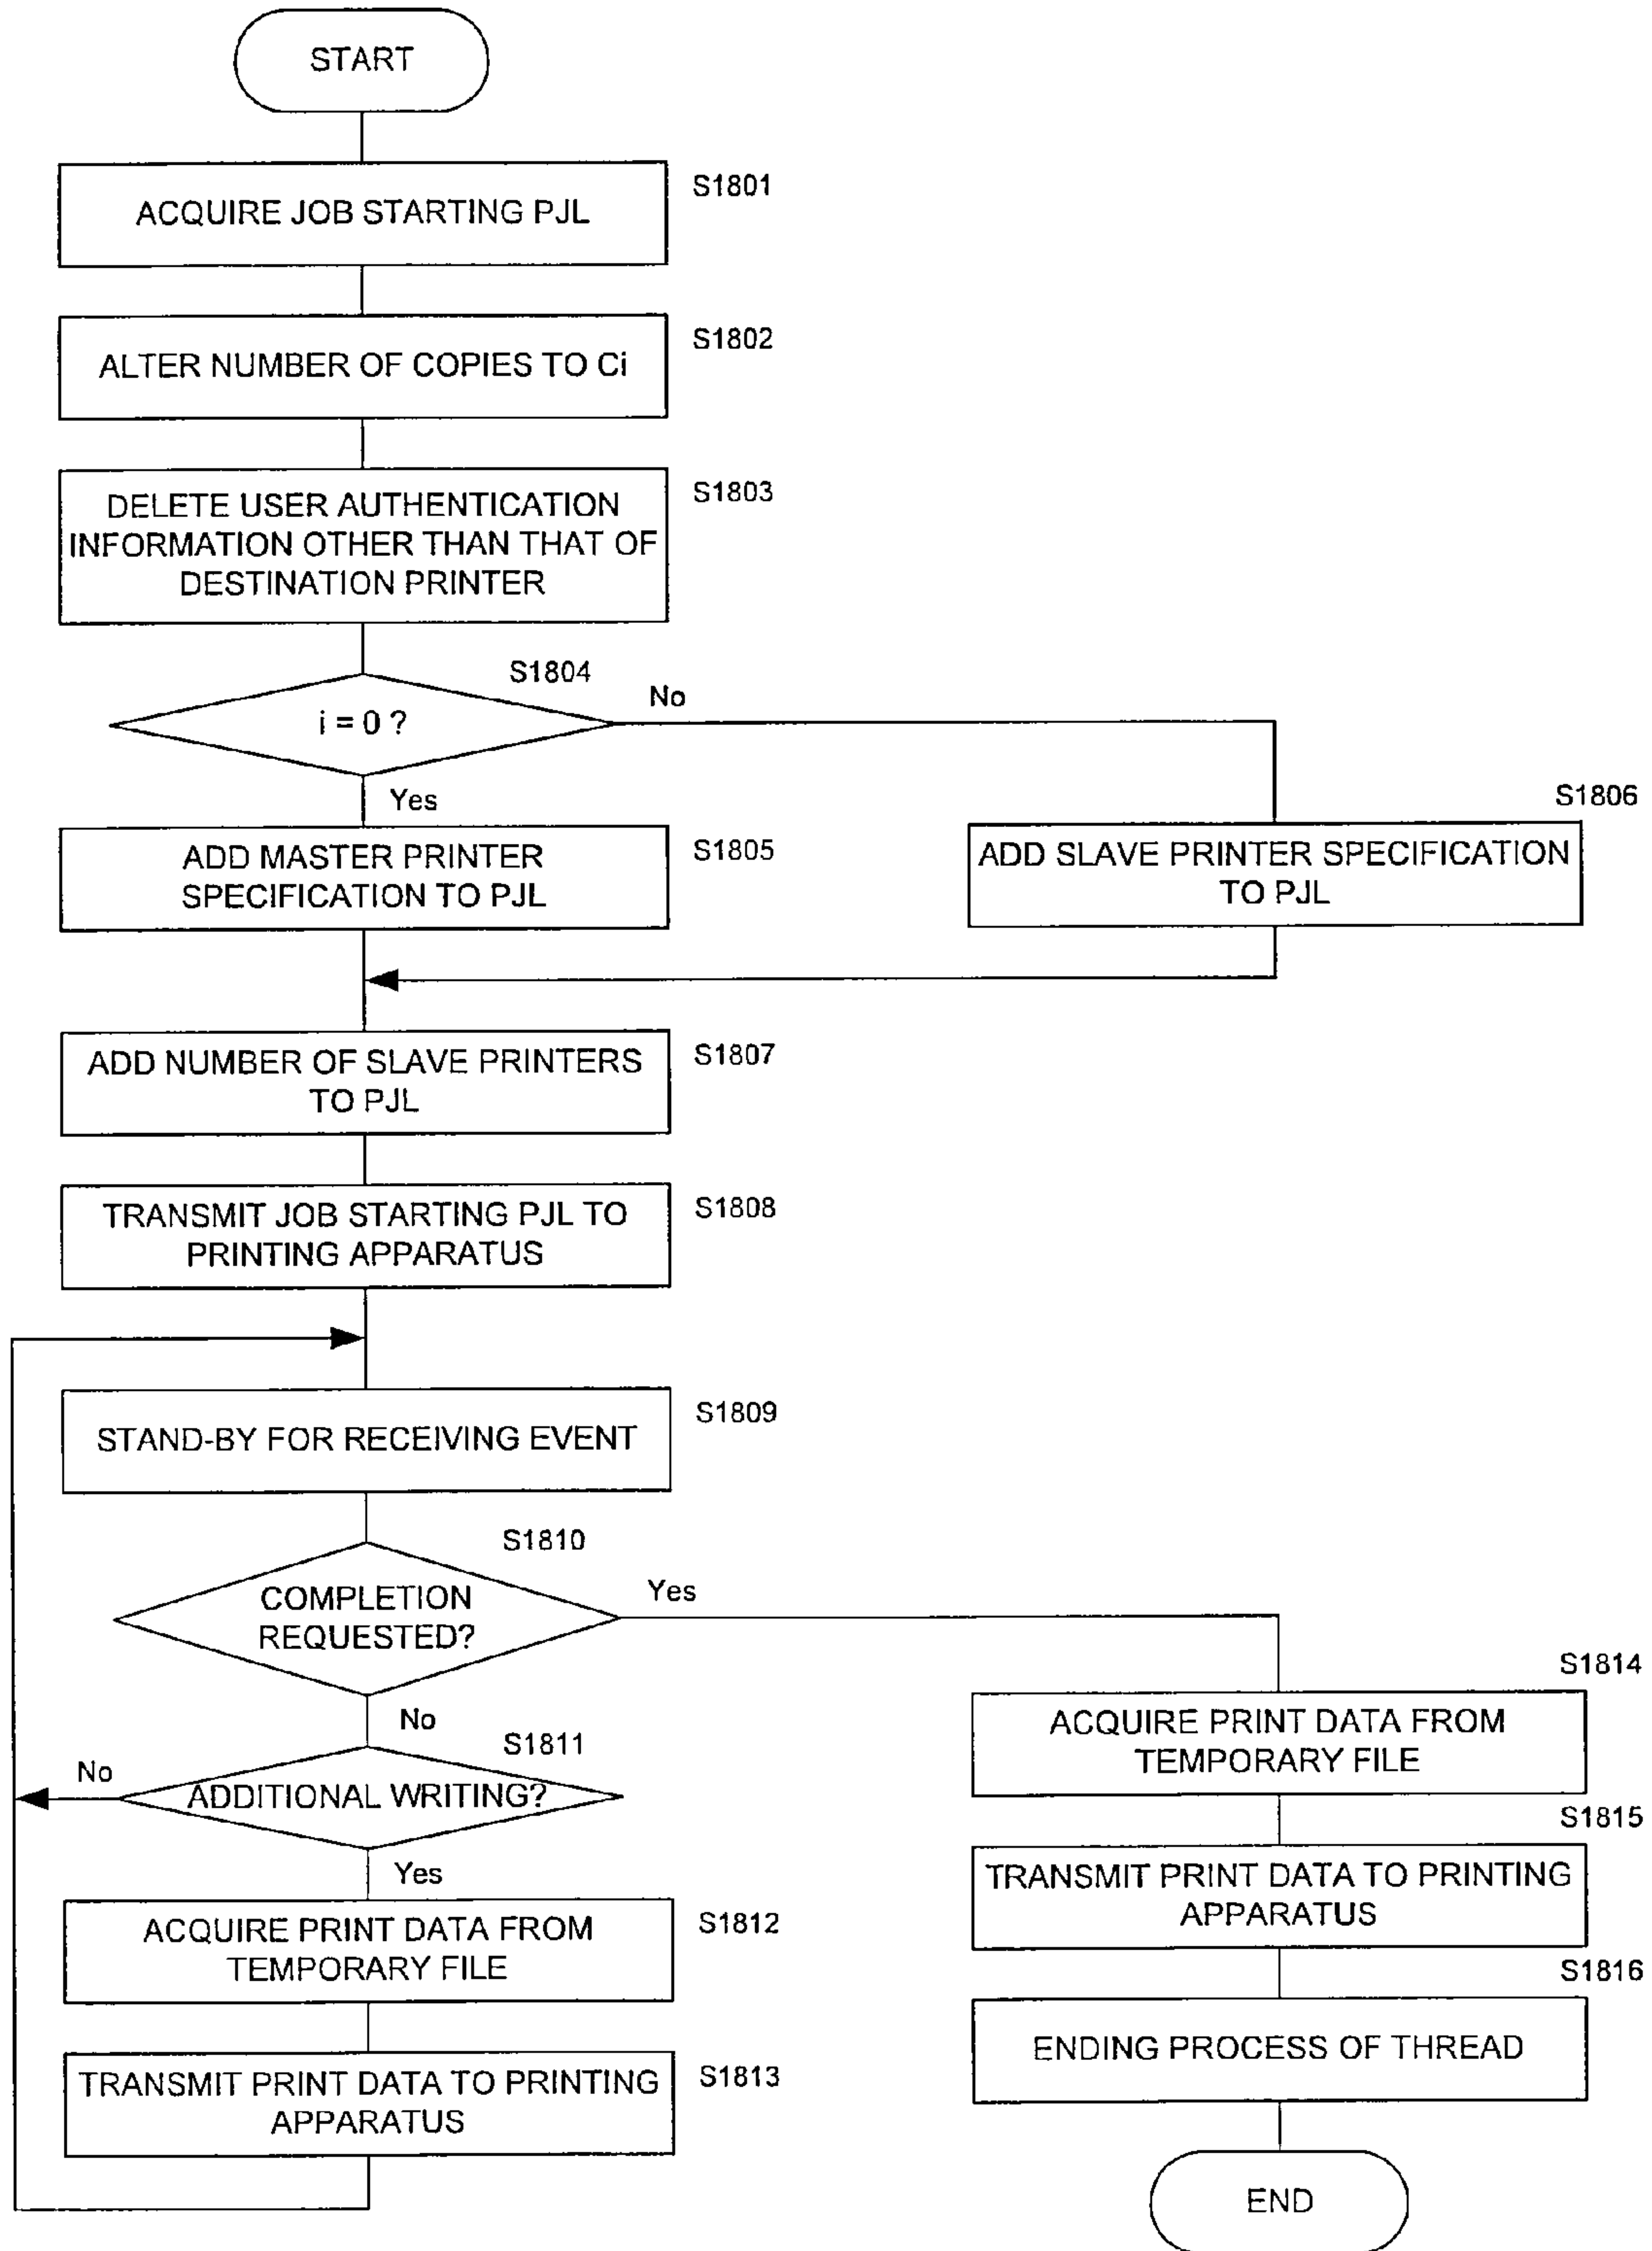 START
ACQUIRE JOB STARTING PJL
S1801
ALTER NUMBER OF COPIES TO Ci
S1802
DELETE USER AUTHENTICATION
INFORMATION OTHER THAN THAT OF
DESTINATION PRINTER
S1803
S1804
i = 0 ?
No
Yes
ADD MASTER PRINTER
SPECIFICATION TO PJL
S1805
S1806
ADD SLAVE PRINTER SPECIFICATION
TO PJL
ADD NUMBER OF SLAVE PRINTERS
TO PJL
S1807
TRANSMIT JOB STARTING PJL TO
PRINTING APPARATUS
S1808
STAND-BY FOR RECEIVING EVENT
S1809
S1810
COMPLETION
REQUESTED?
Yes
No
S1811
ADDITIONAL WRITING?
No
Yes
ACQUIRE PRINT DATA FROM
TEMPORARY FILE
S1812
TRANSMIT PRINT DATA TO PRINTING
APPARATUS
S1813
S1814
ACQUIRE PRINT DATA FROM
TEMPORARY FILE
S1815
TRANSMIT PRINT DATA TO PRINTING
APPARATUS
S1816
ENDING PROCESS OF THREAD
END